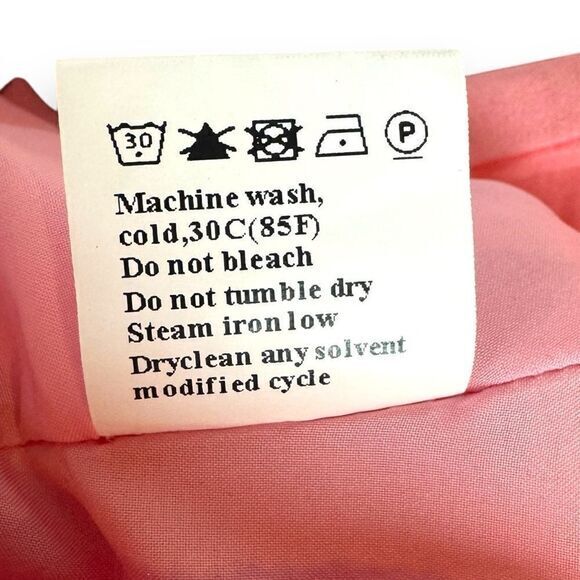 30 P
Machine wash,
cold,30C(85F)
Do not bleach
Do not tumble dry
Steam iron low
Dryclean any solvent
modified cycle